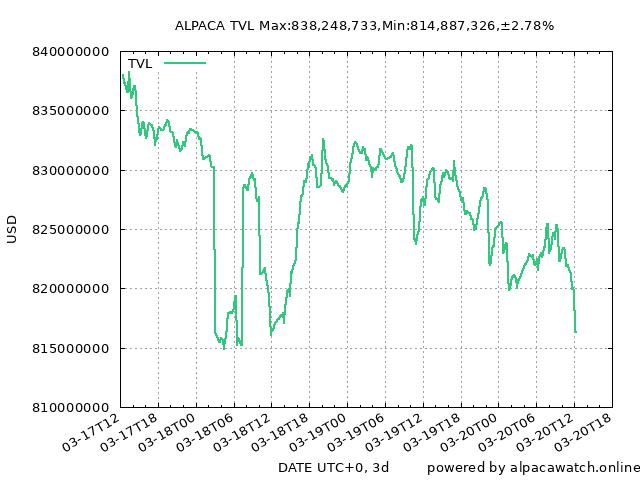 ALPACA TVL Max:838,248,733,Min:814,887,326,±2.78%
TVL
840000000
835000000
830000000
825000000
820000000
815000000
810000000
USD
03-17T12
03-17T18
03-18T00
03-18T06
03-18T12
03-18T18
03-19T00
03-19T06
03-19T12
03-19T18
03-20T00
03-20T06
03-20T12
03-20T18
DATE UTC+0, 3d
powered by alpacawatch.online